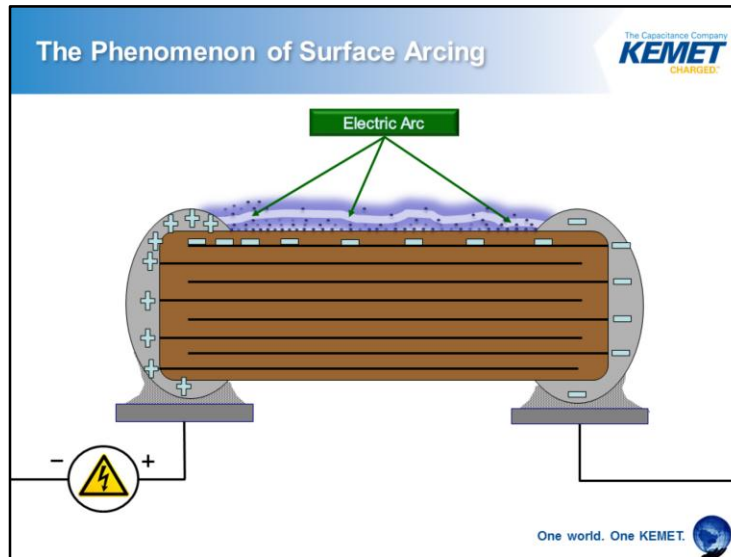 The Phenomenon of Surface Arcing
The Capacitance Company
KEMET
CHARGED.
Electric Arc
One world. One KEMET.